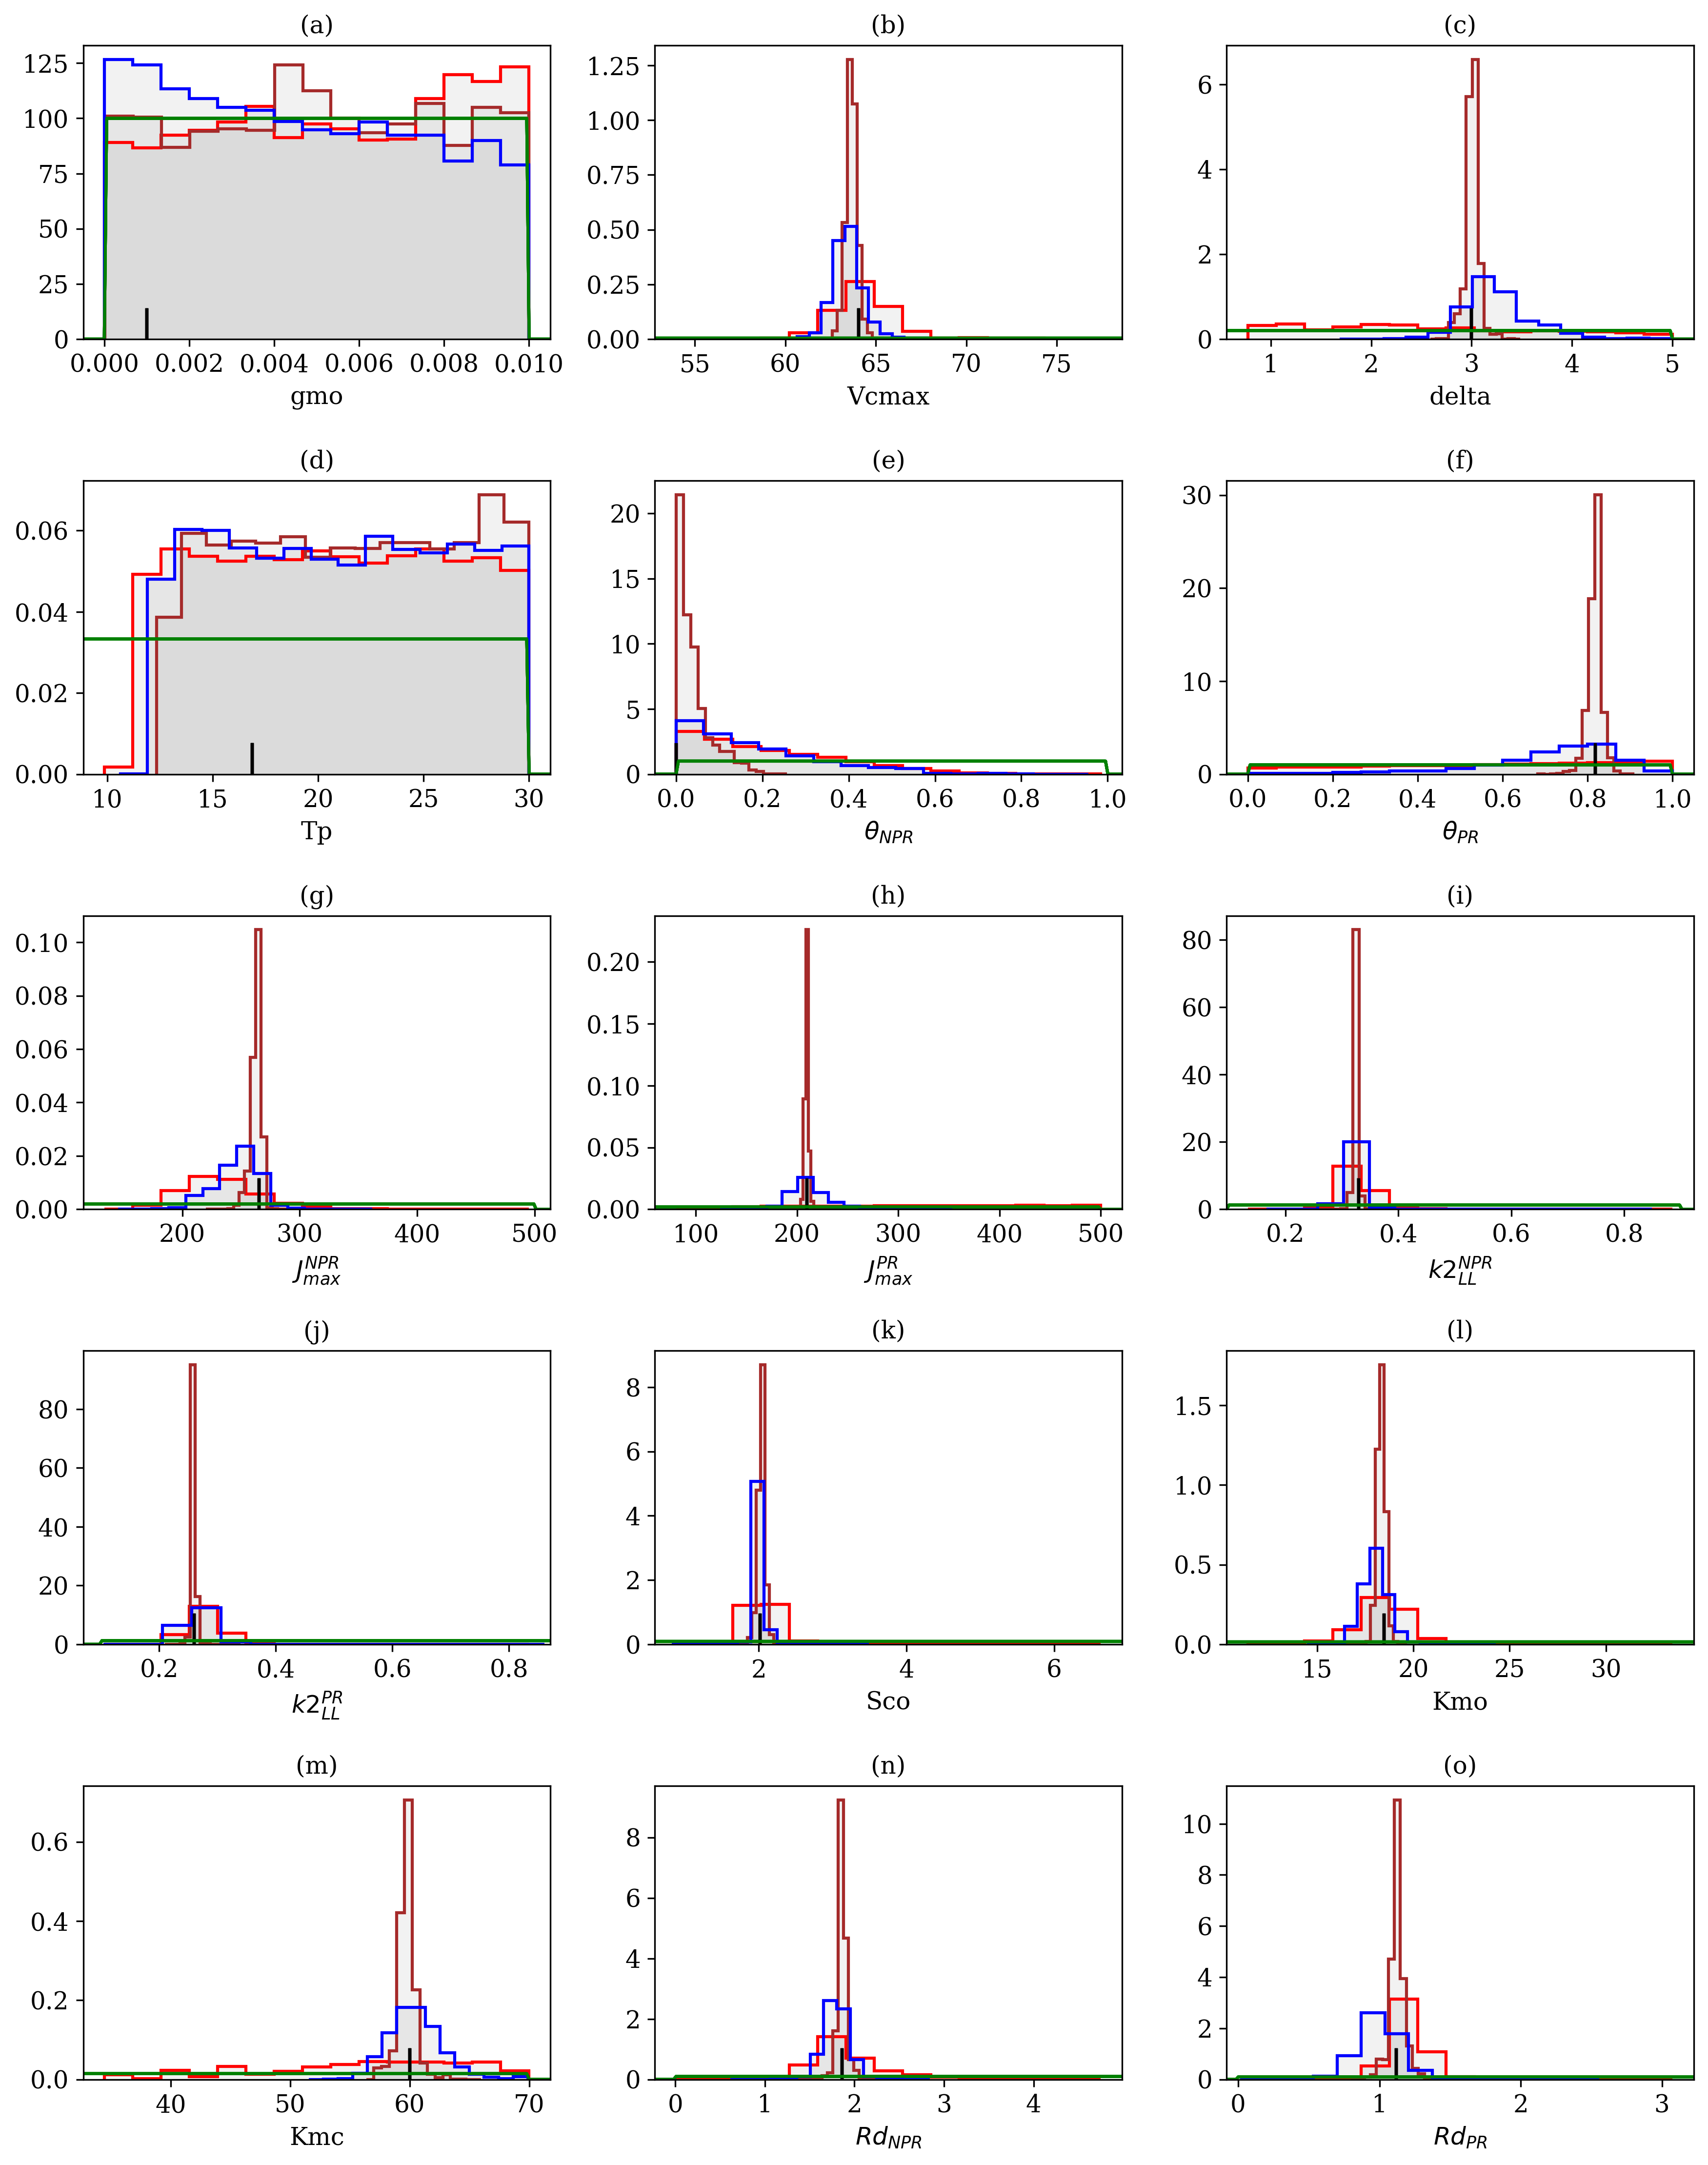 (a)
125
100
75
50
25
0
0.000 0.002 0.004 0.006 0.008 0.010
gmo
(b)
1.25
1.00
0.75
0.50
0.25
0.00
55 60 65 70 75
Vcmax
(c)
6
4
2
0
1 2 3 4 5
delta
(d)
0.06
0.04
0.02
0.00
10 15 20 25 30
Tp
(e)
20
15
10
5
0
0.0 0.2 0.4 0.6 0.8 1.0
θ_NPR
(f)
30
20
10
0
0.0 0.2 0.4 0.6 0.8 1.0
θ_PR
(g)
0.10
0.08
0.06
0.04
0.02
0.00
200 300 400 500
J_max^NPR
(h)
0.20
0.15
0.10
0.05
0.00
100 200 300 400 500
J_max^PR
(i)
80
60
40
20
0
0.2 0.4 0.6 0.8
k2_LL^NPR
(j)
80
60
40
20
0
0.2 0.4 0.6 0.8
k2_LL^PR
(k)
8
6
4
2
0
2 4 6
Sco
(l)
1.5
1.0
0.5
0.0
15 20 25 30
Kmo
(m)
0.6
0.4
0.2
0.0
40 50 60 70
Kmc
(n)
8
6
4
2
0
0 1 2 3 4
Rd_NPR
(o)
10
8
6
4
2
0
0 1 2 3
Rd_PR